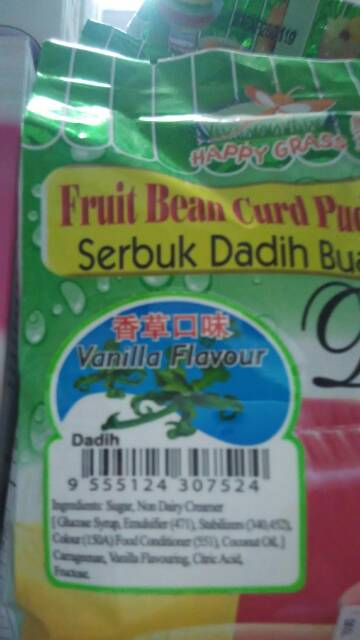 HAPPY GRASS
Fruit Bean Curd
Serbuk Dadih
香草口味
Vanilla Flavour
Dadih
9 555124 307524
Ingredients: Sugar, Non Dairy Creamer
[ Glucose Syrup, Emulsifier (471), Stabilizers (340,452),
Colour (150A) Food Conditioner (551), Coconut Oil, ]
Carrageenan, Vanilla Flavouring, Citric Acid,
Fructose.